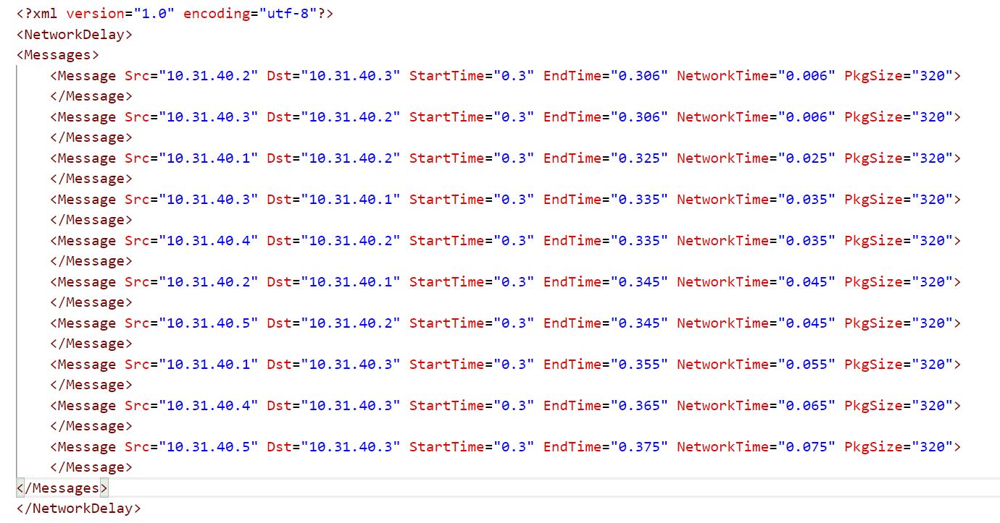 <?xml version="1.0" encoding="utf-8"?>
<NetworkDelay>
<Messages>
    <Message Src="10.31.40.2" Dst="10.31.40.3" StartTime="0.3" EndTime="0.306" NetworkTime="0.006" PkgSize="320">
    </Message>
    <Message Src="10.31.40.3" Dst="10.31.40.2" StartTime="0.3" EndTime="0.306" NetworkTime="0.006" PkgSize="320">
    </Message>
    <Message Src="10.31.40.1" Dst="10.31.40.2" StartTime="0.3" EndTime="0.325" NetworkTime="0.025" PkgSize="320">
    </Message>
    <Message Src="10.31.40.3" Dst="10.31.40.1" StartTime="0.3" EndTime="0.335" NetworkTime="0.035" PkgSize="320">
    </Message>
    <Message Src="10.31.40.4" Dst="10.31.40.2" StartTime="0.3" EndTime="0.335" NetworkTime="0.035" PkgSize="320">
    </Message>
    <Message Src="10.31.40.2" Dst="10.31.40.1" StartTime="0.3" EndTime="0.345" NetworkTime="0.045" PkgSize="320">
    </Message>
    <Message Src="10.31.40.5" Dst="10.31.40.2" StartTime="0.3" EndTime="0.345" NetworkTime="0.045" PkgSize="320">
    </Message>
    <Message Src="10.31.40.1" Dst="10.31.40.3" StartTime="0.3" EndTime="0.355" NetworkTime="0.055" PkgSize="320">
    </Message>
    <Message Src="10.31.40.4" Dst="10.31.40.3" StartTime="0.3" EndTime="0.365" NetworkTime="0.065" PkgSize="320">
    </Message>
    <Message Src="10.31.40.5" Dst="10.31.40.3" StartTime="0.3" EndTime="0.375" NetworkTime="0.075" PkgSize="320">
    </Message>
</Messages>
</NetworkDelay>